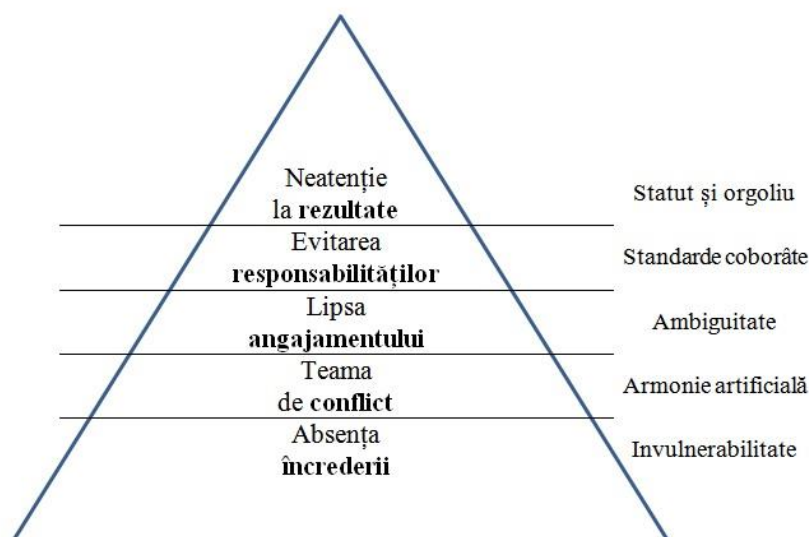 Neatenție
la rezultate
Statut și orgoliu
Evitarea
responsabilităților
Standarde coborâte
Lipsa
angajamentului
Ambiguitate
Teama
de conflict
Armonie artificială
Absența
încrederii
Invulnerabilitate